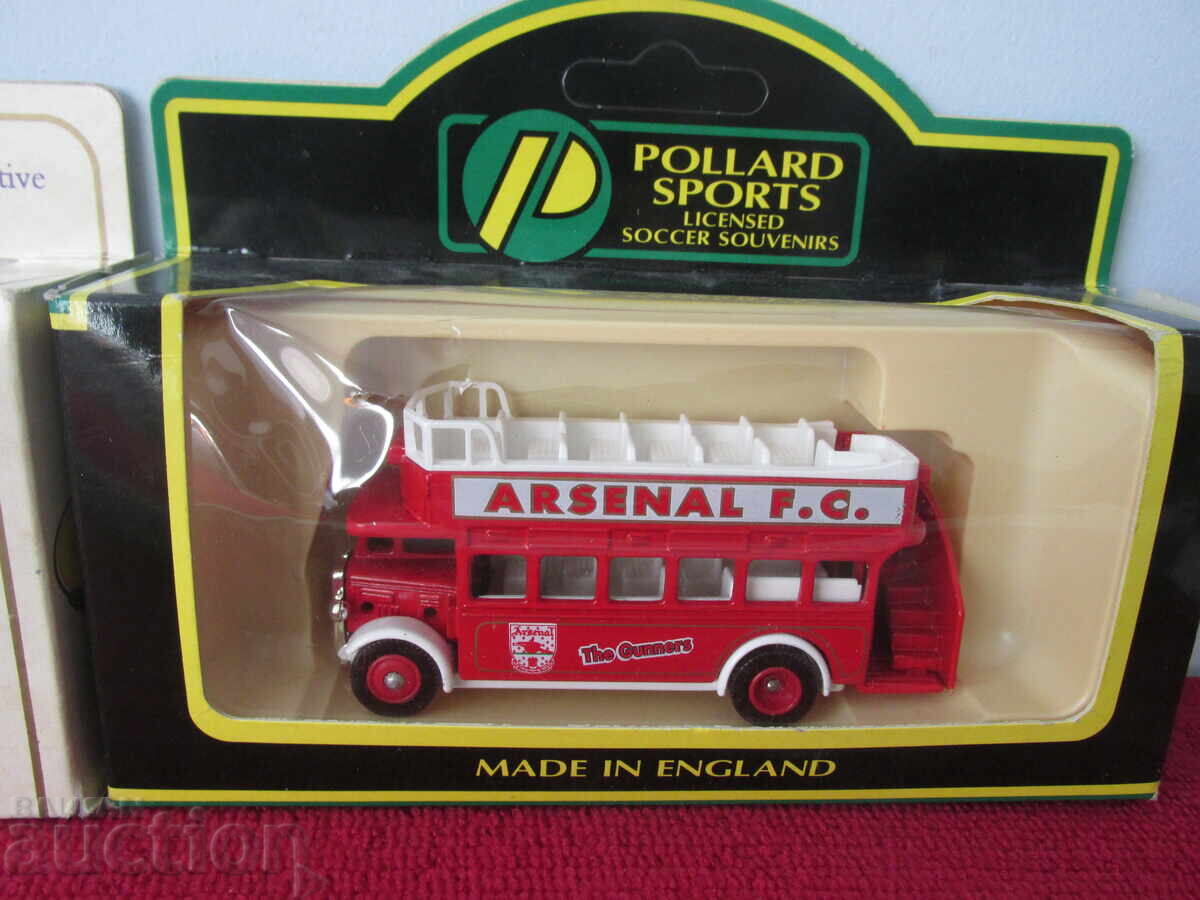 tive
POLLARD
SPORTS
LICENSED
SOCCER SOUVENIRS
ARSENAL F.C.
Arsenal
The Gunners
MADE IN ENGLAND
auction